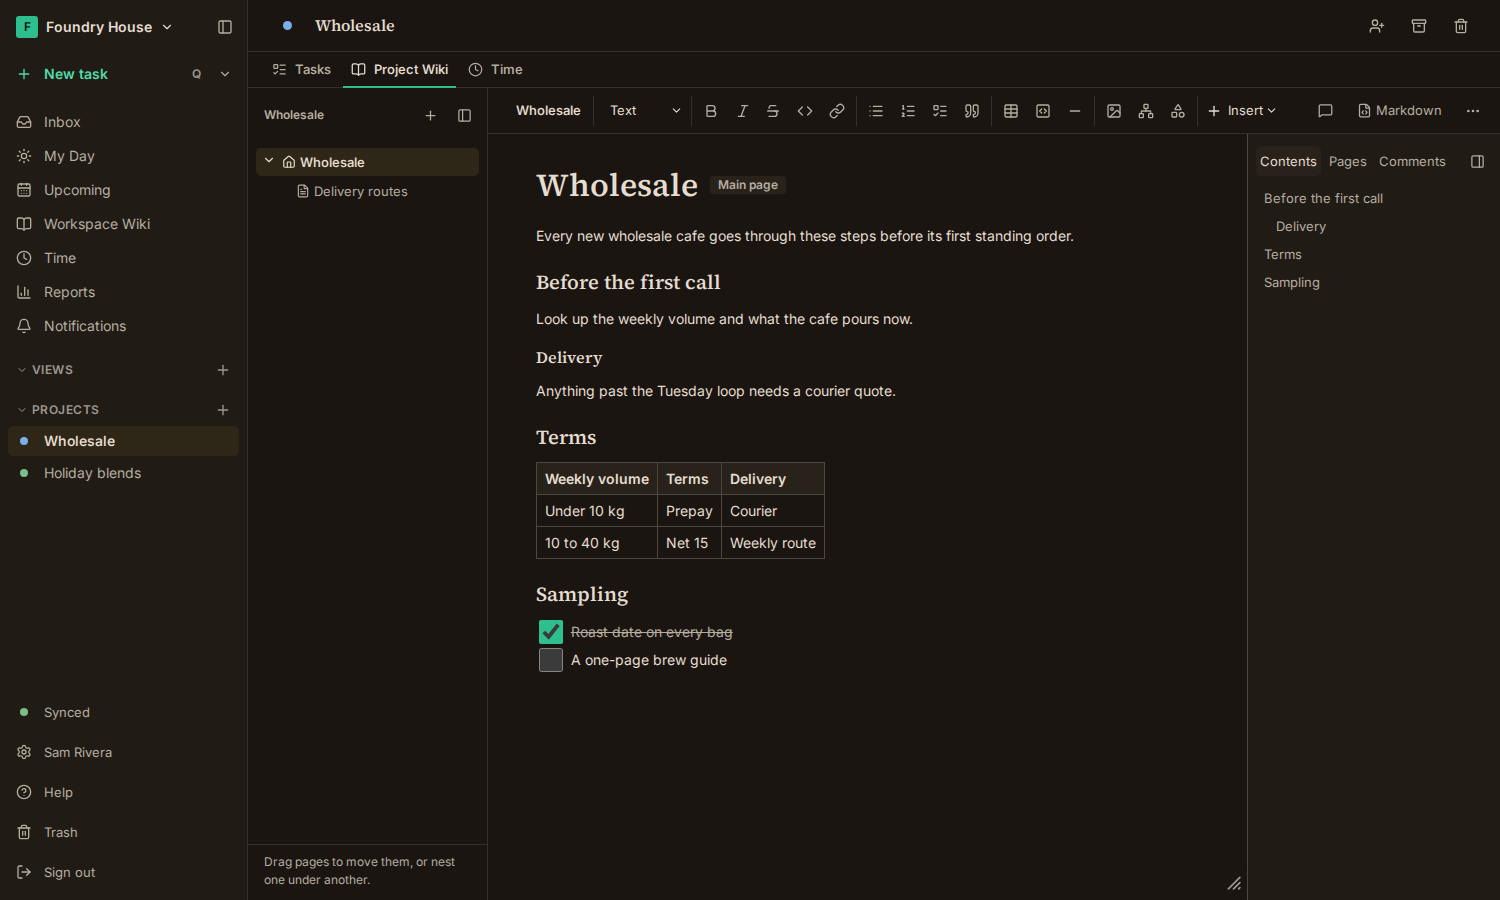 F Foundry House
New task Q
Inbox
My Day
Upcoming
Workspace Wiki
Time
Reports
Notifications
VIEWS
PROJECTS
Wholesale
Holiday blends
Synced
Sam Rivera
Help
Trash
Sign out
Wholesale
Tasks Project Wiki Time
Wholesale
Wholesale
Delivery routes
Drag pages to move them, or nest
one under another.
Wholesale Text Insert Markdown
Wholesale Main page
Every new wholesale cafe goes through these steps before its first standing order.
Before the first call
Look up the weekly volume and what the cafe pours now.
Delivery
Anything past the Tuesday loop needs a courier quote.
Terms
Weekly volume Terms Delivery
Under 10 kg Prepay Courier
10 to 40 kg Net 15 Weekly route
Sampling
Roast date on every bag
A one-page brew guide
Contents Pages Comments
Before the first call
Delivery
Terms
Sampling